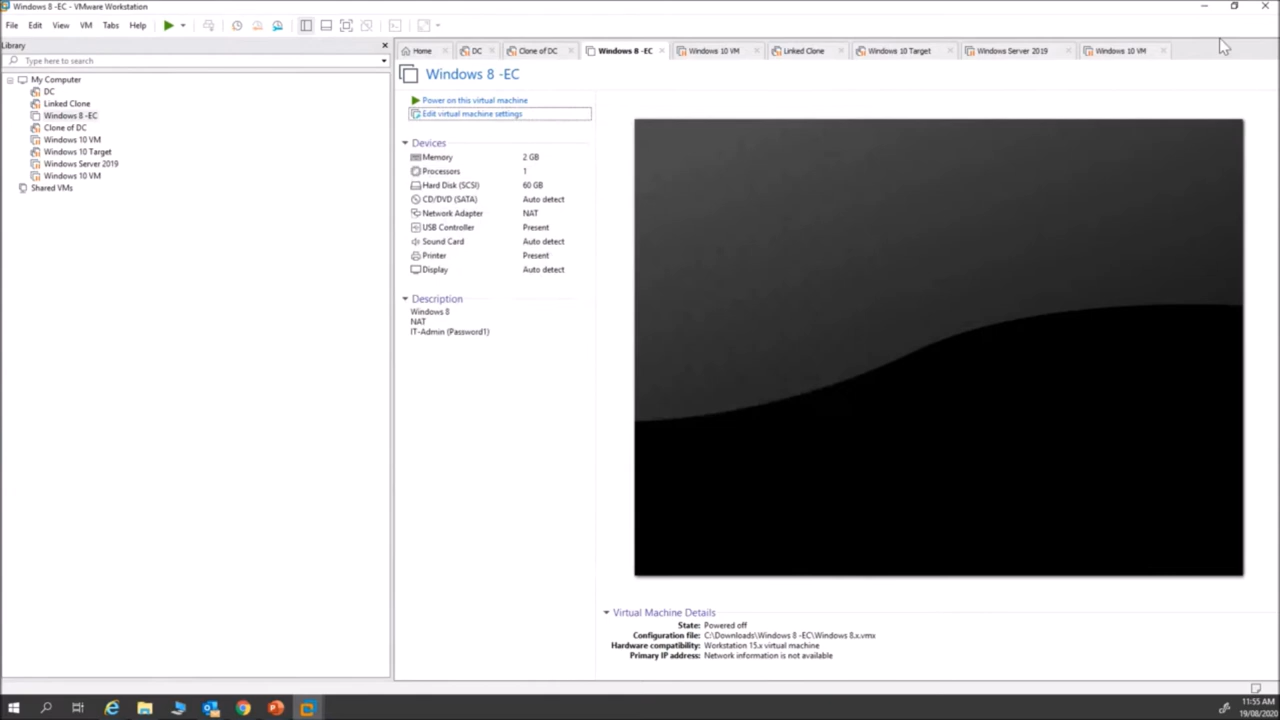 Windows 8 -EC - VMware Workstation
File Edit View VM Tabs Help
Library
Type here to search
My Computer
DC
Linked Clone
Windows 8 -EC
Clone of DC
Windows 10 VM
Windows 10 Target
Windows Server 2019
Windows 10 VM
Shared VMs
Home DC Clone of DC Windows 8 -EC Windows 10 VM Linked Clone Windows 10 Target Windows Server 2019 Windows 10 VM
Windows 8 -EC
Power on this virtual machine
Edit virtual machine settings
Devices
Memory 2 GB
Processors 1
Hard Disk (SCSI) 60 GB
CD/DVD (SATA) Auto detect
Network Adapter NAT
USB Controller Present
Sound Card Auto detect
Printer Present
Display Auto detect
Description
Windows 8
NAT
IT-Admin (Password1)
Virtual Machine Details
State: Powered off
Configuration file: C:\Downloads\Windows 8 -EC\Windows 8.x.vmx
Hardware compatibility: Workstation 15.x virtual machine
Primary IP address: Network information is not available
11:55 AM
19/08/2020